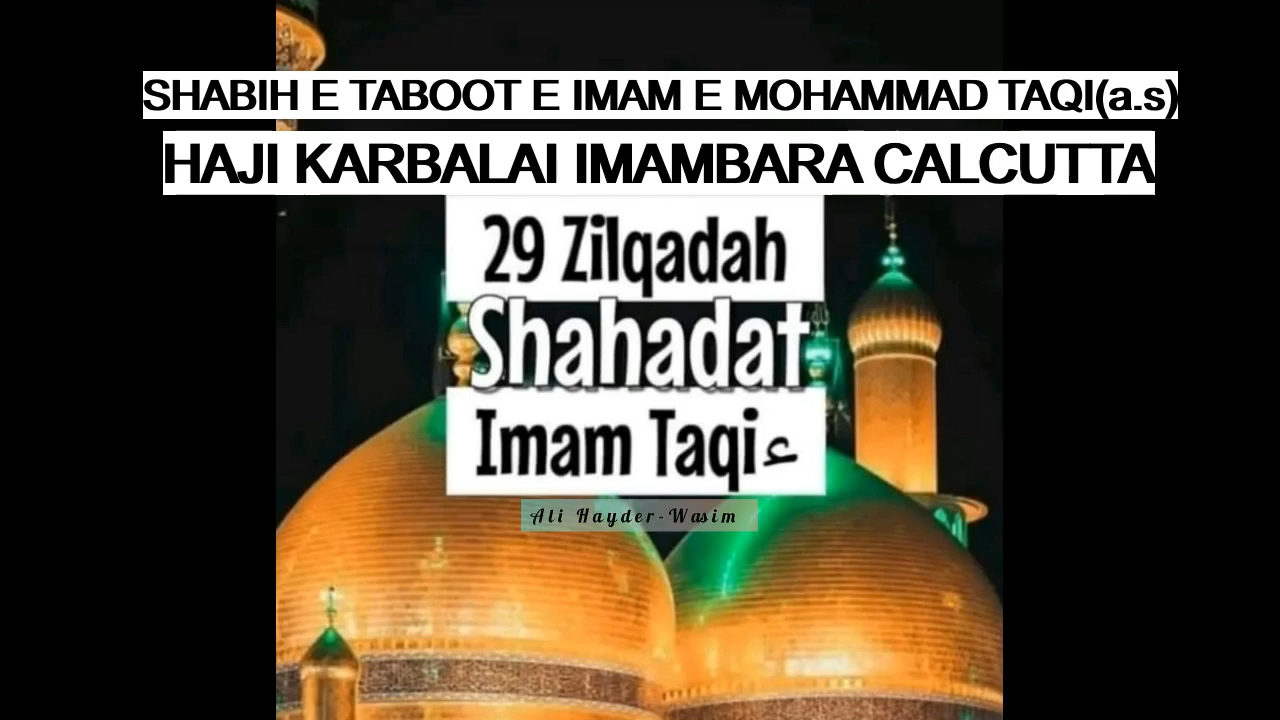 SHABIH E TABOOT E IMAM E MOHAMMAD TAQI(a.s)
HAJI KARBALAI IMAMBARA CALCUTTA
29 Zilqadah
Shahadat
Imam Taqi ؑ
Ali Hayder-Wasim